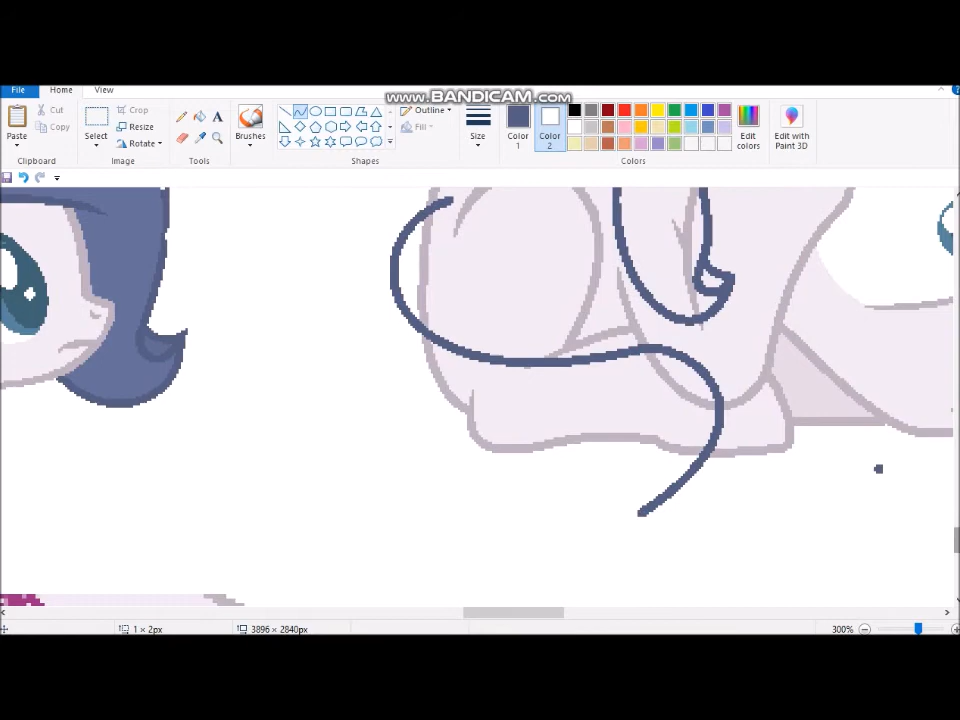 www.BANDICAM.com
File Home View
Paste
Cut
Copy
Clipboard
Select
Crop
Resize
Rotate
Image
A
Tools
Brushes
Outline
Fill
Shapes
Size
Color
1
Color
2
Edit
colors
Colors
Edit with
Paint 3D
1 × 2px
3896 × 2840px
300%